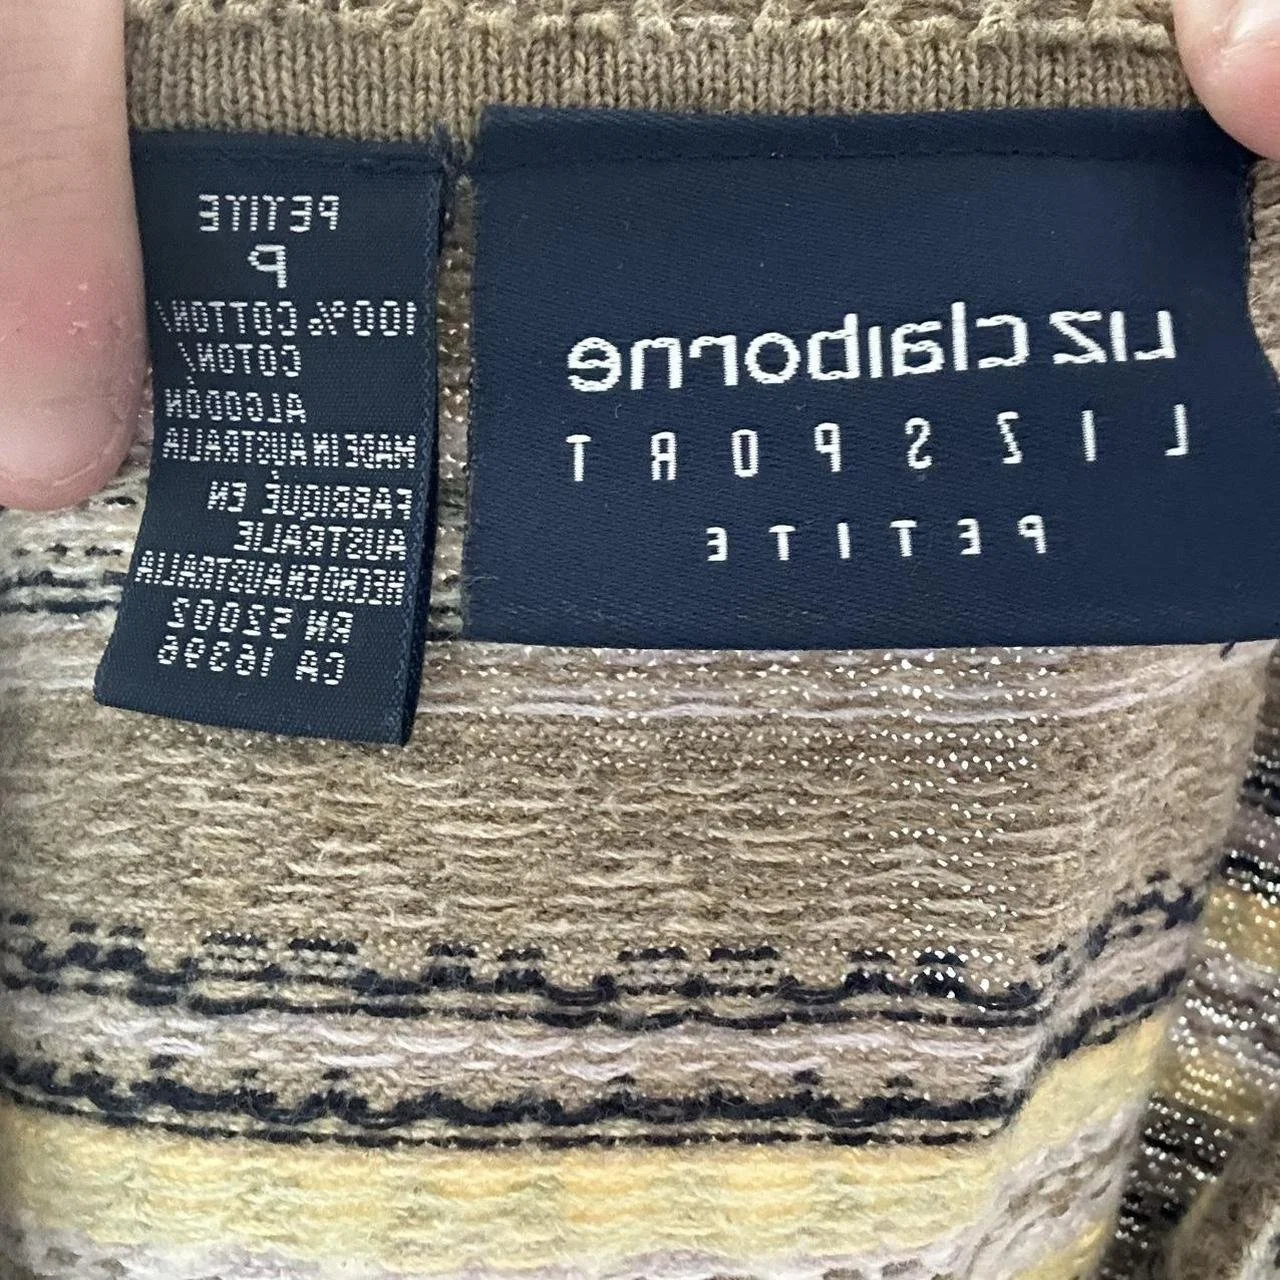 PETITE
P
100% COTTON/
COTON/
ALGODÓN
MADE IN AUSTRALIA
FABRIQUÉ EN
AUSTRALIE
HECHO EN AUSTRALIA
RN 52002
CA 16396
LIZ claiborne
LIZSPORT
PETITE